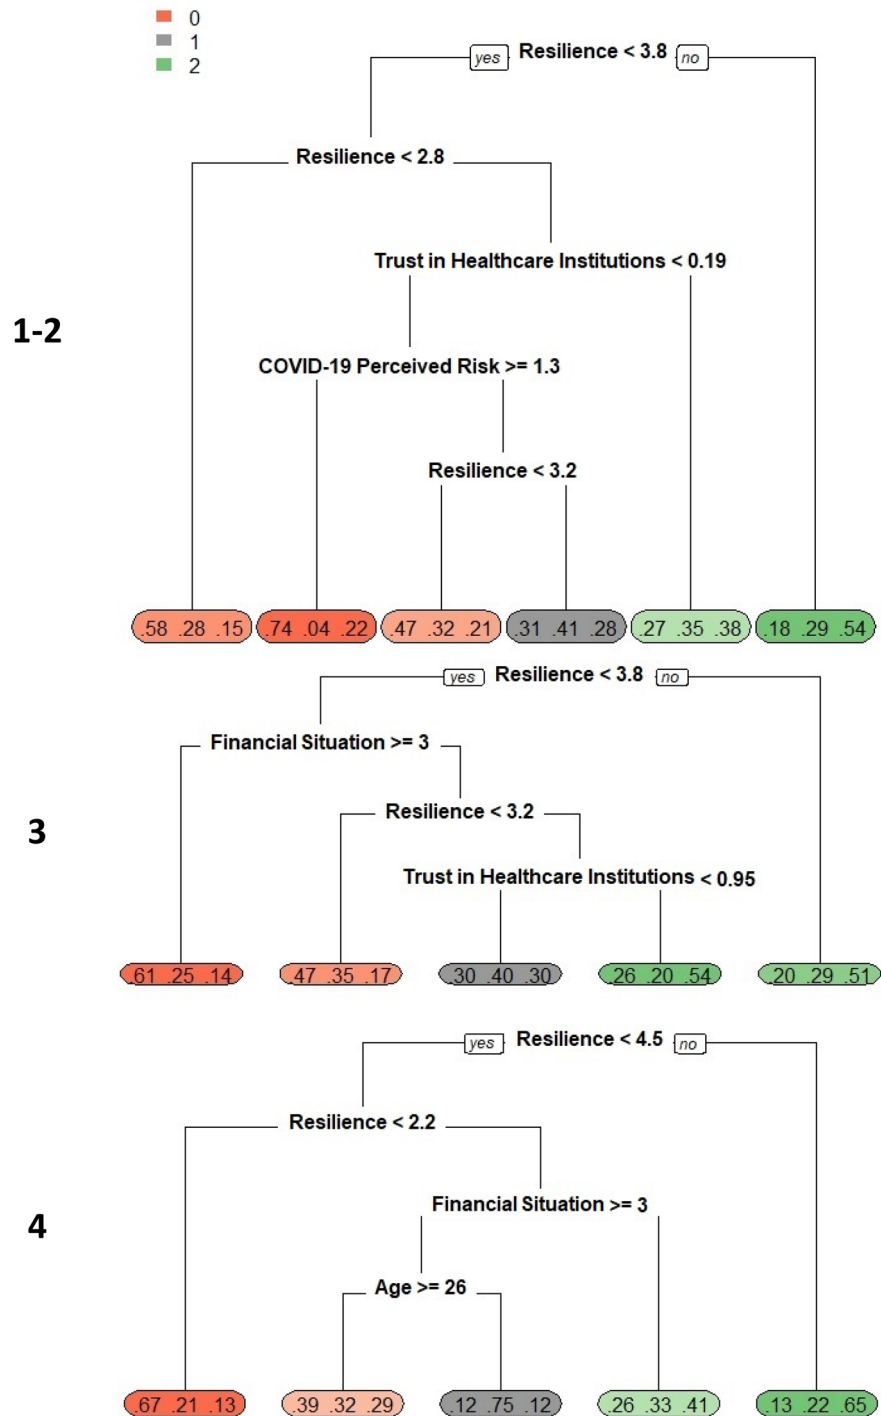 0
1
2
yes Resilience < 3.8 no
Resilience < 2.8
Trust in Healthcare Institutions < 0.19
1-2
COVID-19 Perceived Risk >= 1.3
Resilience < 3.2
.58 .28 .15 .74 .04 .22 .47 .32 .21 .31 .41 .28 .27 .35 .38 .18 .29 .54
yes Resilience < 3.8 no
Financial Situation >= 3
Resilience < 3.2
3
Trust in Healthcare Institutions < 0.95
.61 .25 .14 .47 .35 .17 .30 .40 .30 .26 .20 .54 .20 .29 .51
yes Resilience < 4.5 no
Resilience < 2.2
Financial Situation >= 3
4
Age >= 26
.67 .21 .13 .39 .32 .29 .12 .75 .12 .26 .33 .41 .13 .22 .65